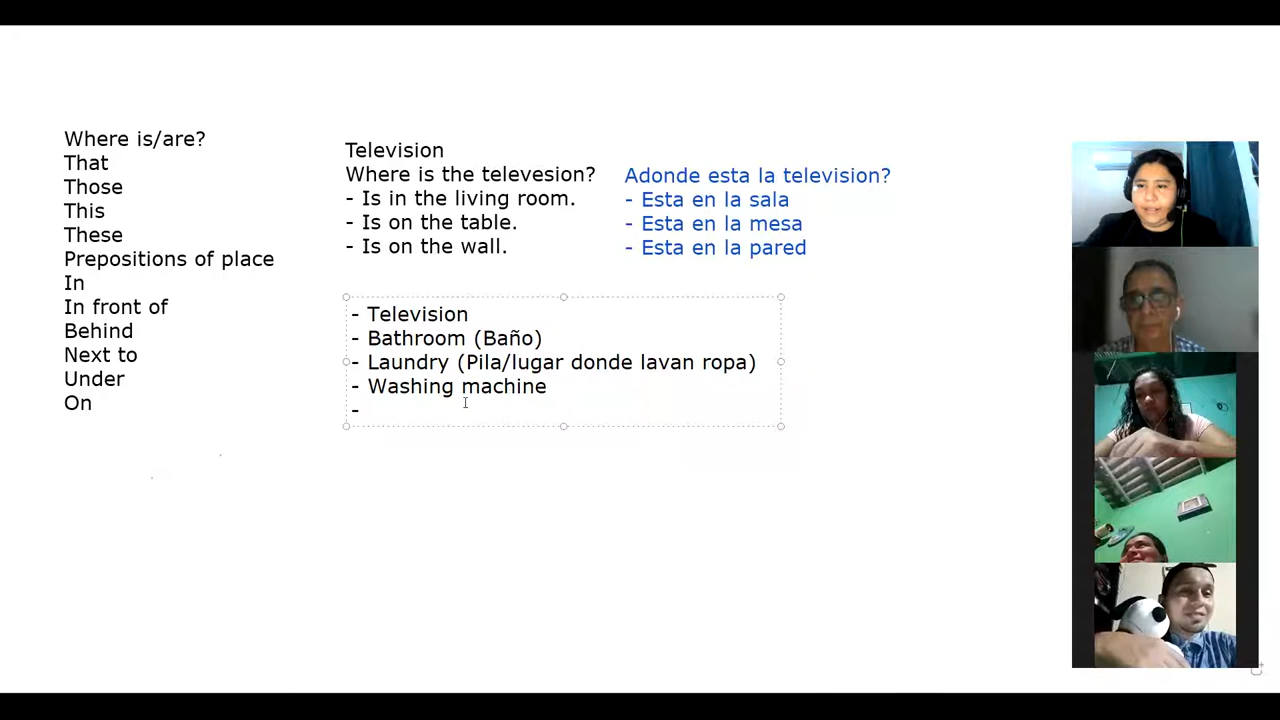 Where is/are?
That
Those
This
These
Prepositions of place
In
In front of
Behind
Next to
Under
On
Television
Where is the televesion?
- Is in the living room.
- Is on the table.
- Is on the wall.
Adonde esta la television?
- Esta en la sala
- Esta en la mesa
- Esta en la pared
- Television
- Bathroom (Baño)
- Laundry (Pila/lugar donde lavan ropa)
- Washing machine
-